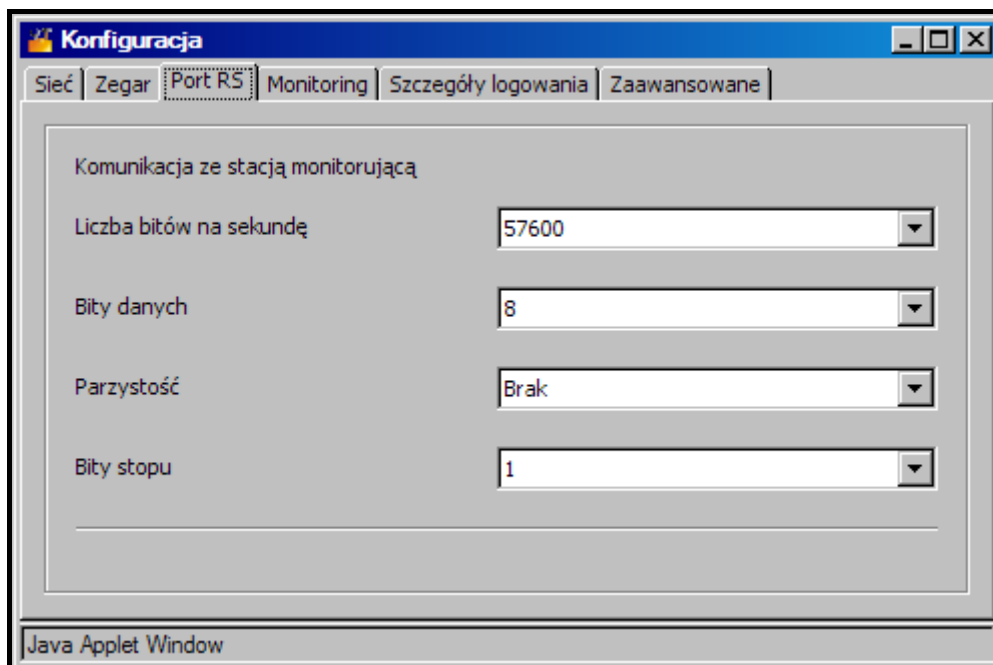 Konfiguracja
Sieć Zegar Port RS Monitoring Szczegóły logowania Zaawansowane
Komunikacja ze stacją monitorującą
Liczba bitów na sekundę 57600
Bity danych 8
Parzystość Brak
Bity stopu 1
Java Applet Window